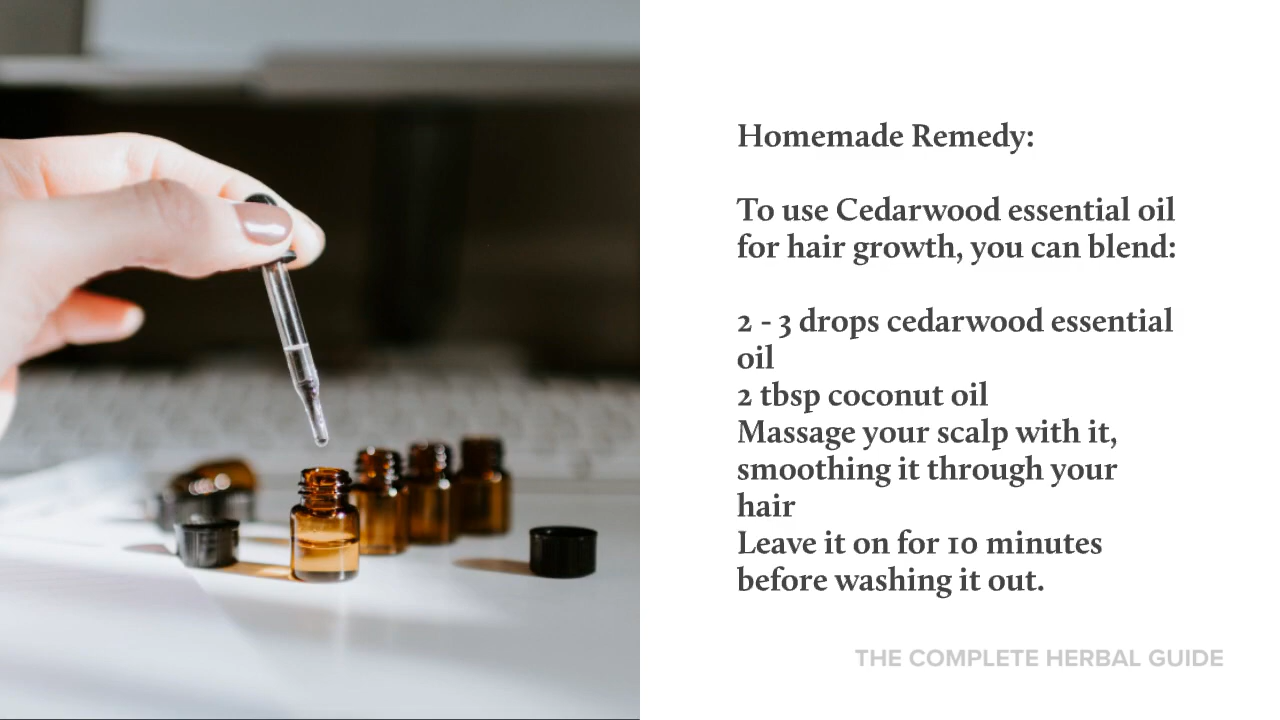 Homemade Remedy:
To use Cedarwood essential oil
for hair growth, you can blend:
2 - 3 drops cedarwood essential
oil
2 tbsp coconut oil
Massage your scalp with it,
smoothing it through your
hair
Leave it on for 10 minutes
before washing it out.
THE COMPLETE HERBAL GUIDE